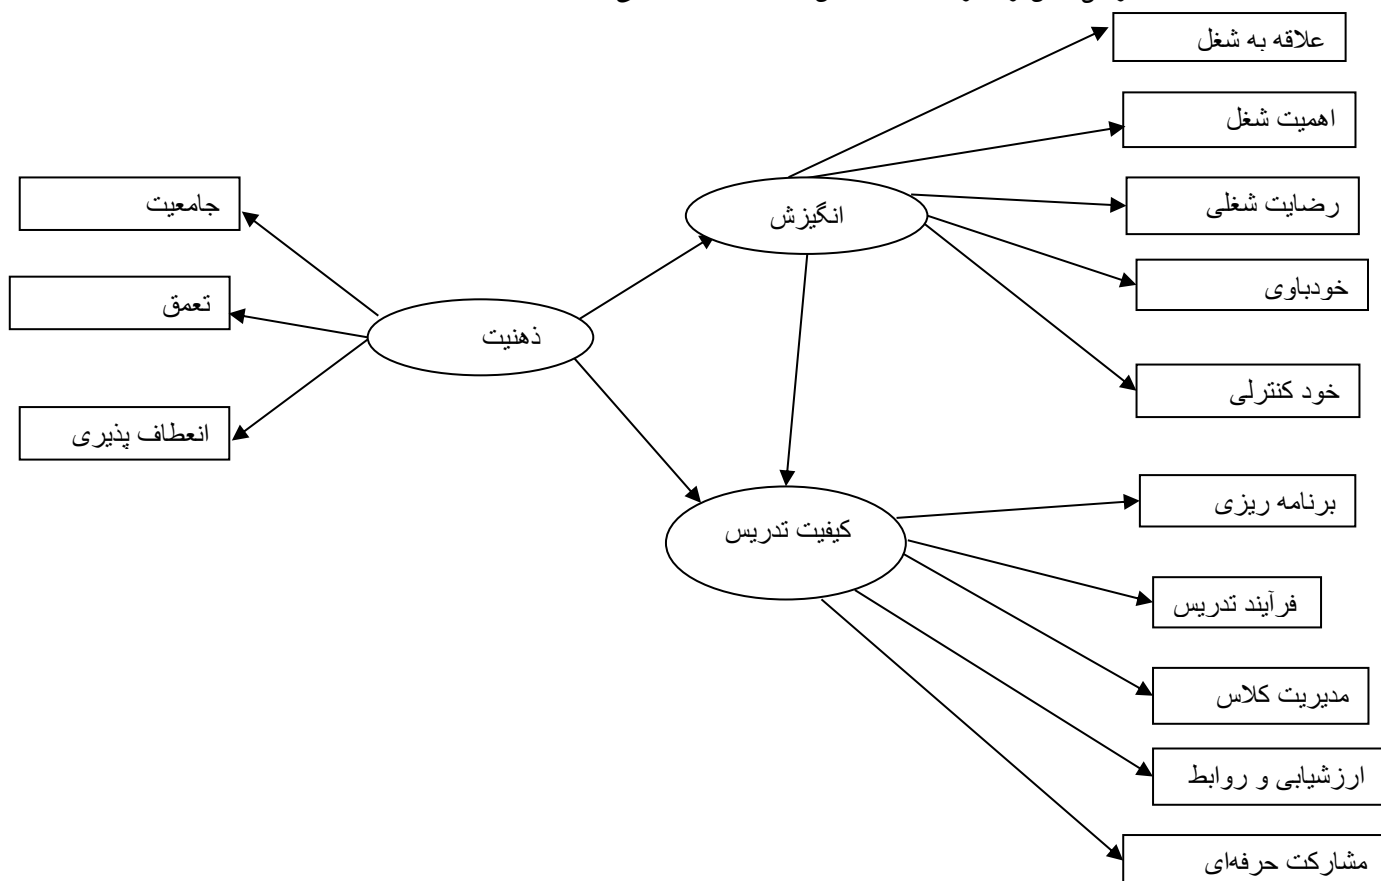 علاقه به شغل
اهمیت شغل
رضایت شغلی
خودباوی
خود کنترلی
انگیزش
جامعیت
تعمق
انعطاف پذیری
ذهنیت
کیفیت تدریس
برنامه ریزی
فرآیند تدریس
مدیریت کلاس
ارزشیابی و روابط
مشارکت حرفه‌ای